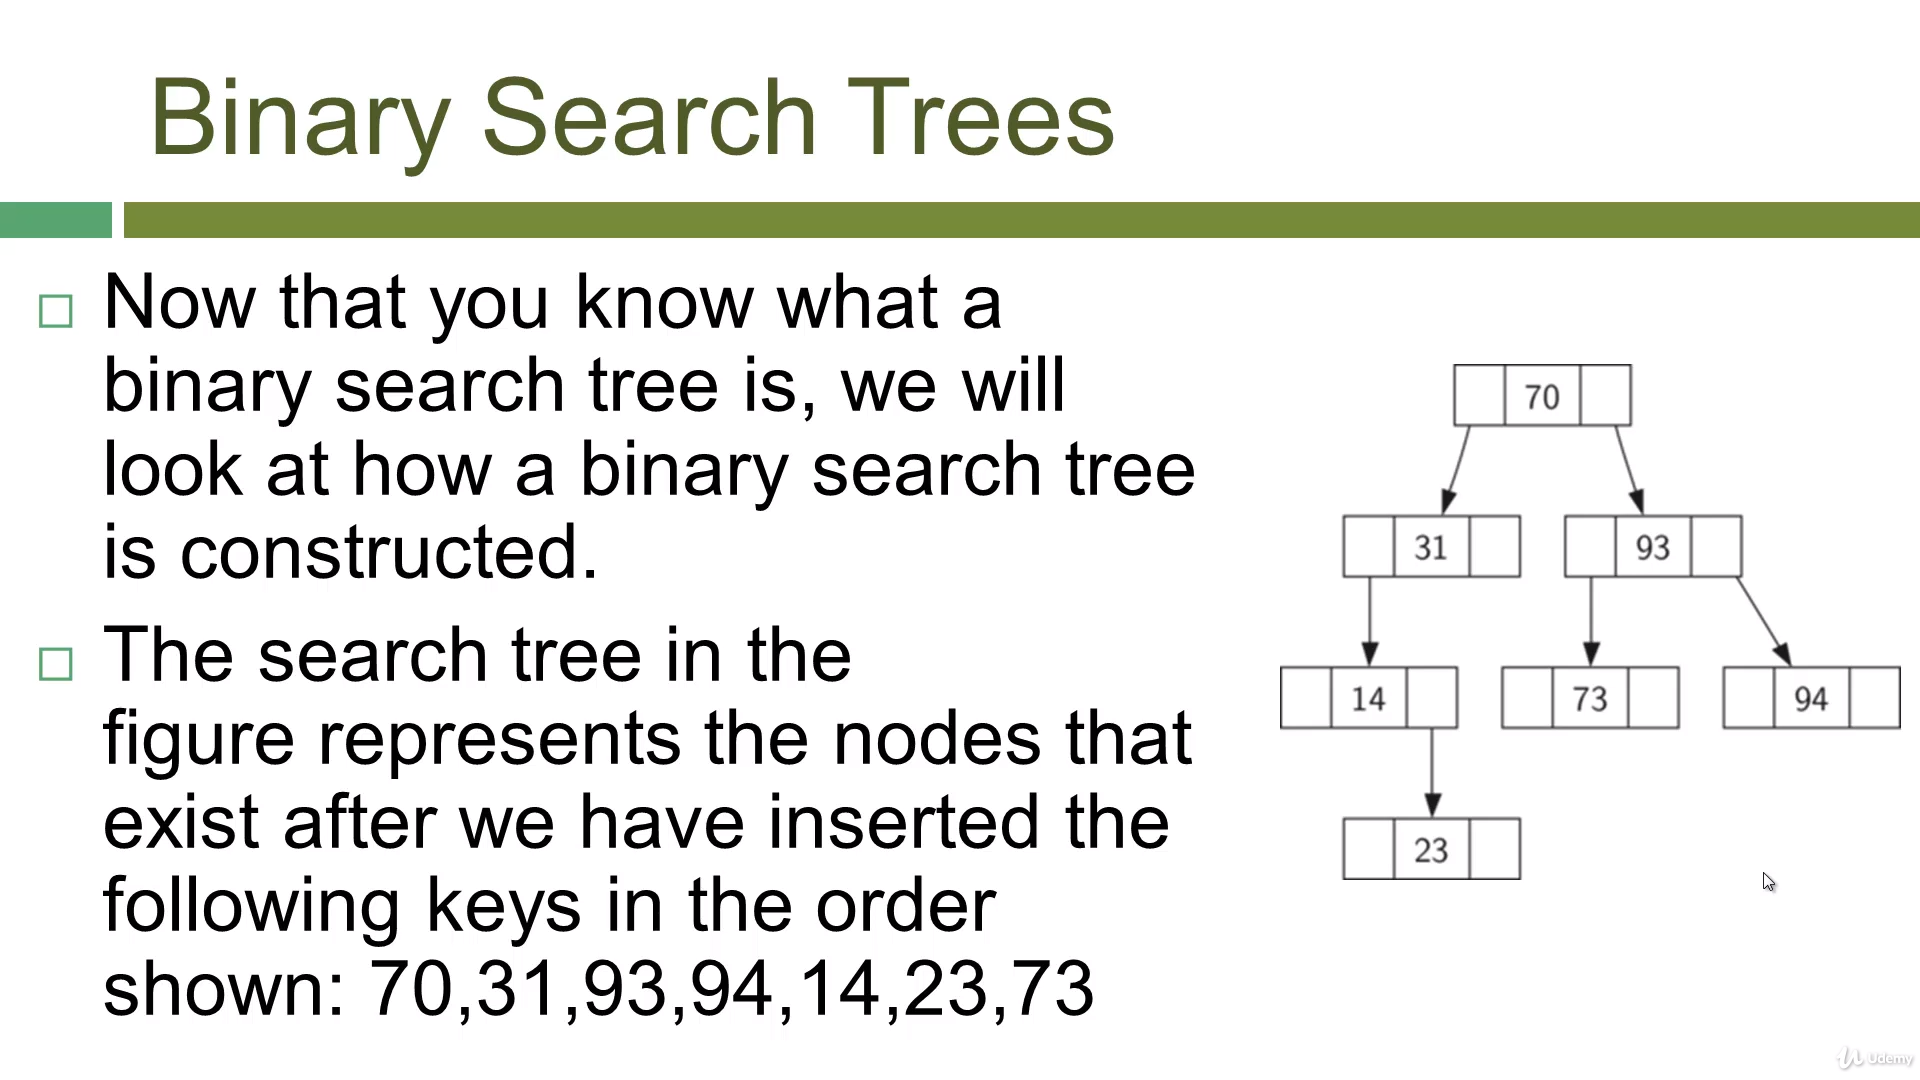 Binary Search Trees
Now that you know what a
binary search tree is, we will
look at how a binary search tree
is constructed.
The search tree in the
figure represents the nodes that
exist after we have inserted the
following keys in the order
shown: 70,31,93,94,14,23,73
70
31
93
14
73
94
23
Udemy